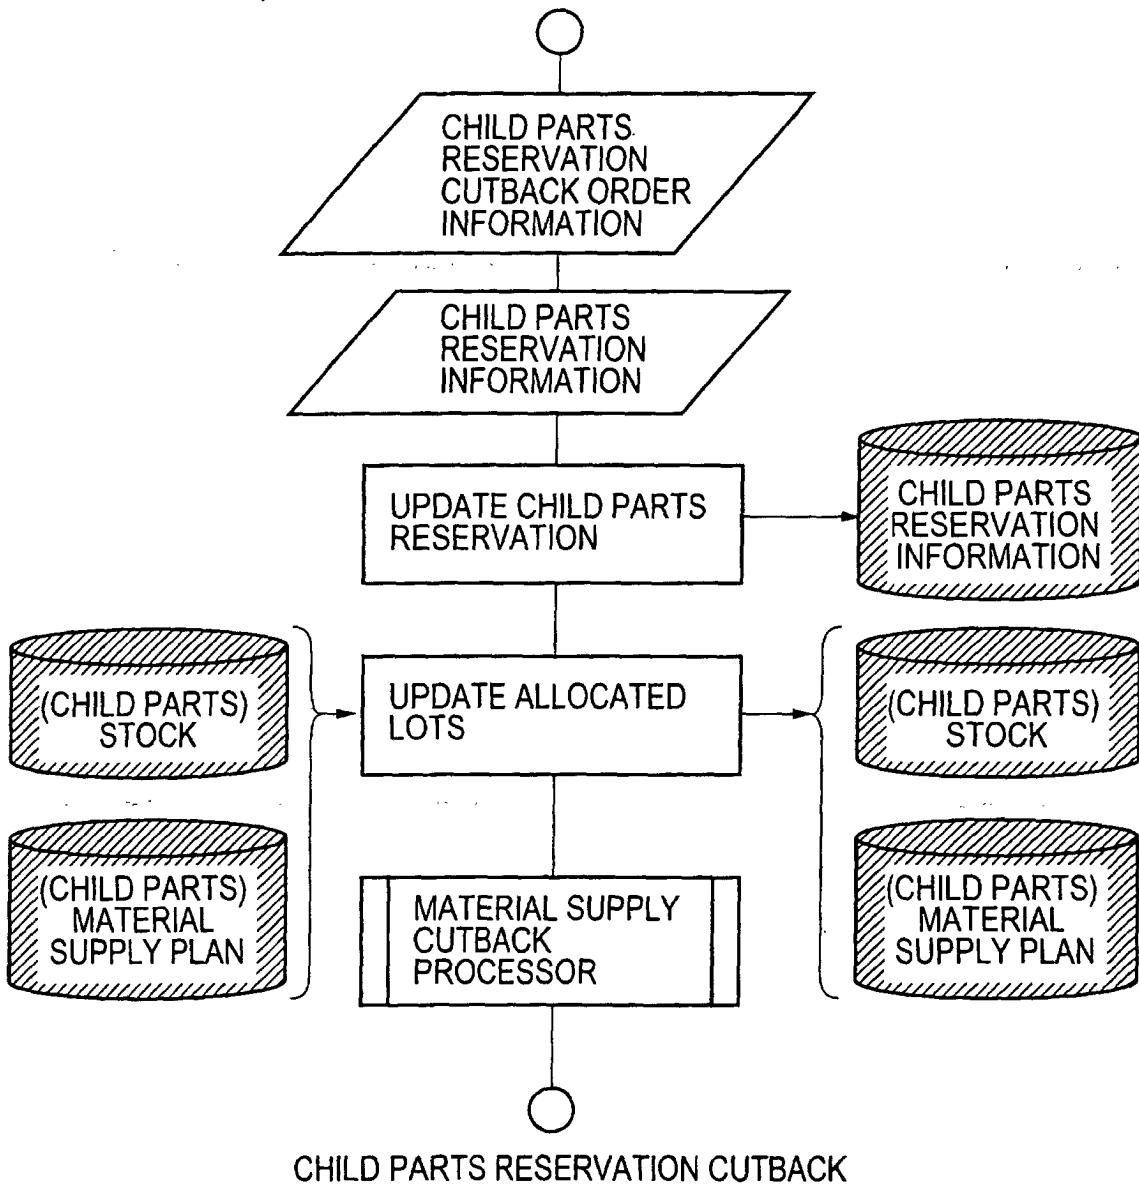 CHILD PARTS
RESERVATION
CUTBACK ORDER
INFORMATION
CHILD PARTS
RESERVATION
INFORMATION
UPDATE CHILD PARTS
RESERVATION
CHILD PARTS
RESERVATION
INFORMATION
(CHILD PARTS)
STOCK
UPDATE ALLOCATED
LOTS
(CHILD PARTS)
STOCK
(CHILD PARTS)
MATERIAL
SUPPLY PLAN
MATERIAL SUPPLY
CUTBACK
PROCESSOR
(CHILD PARTS)
MATERIAL
SUPPLY PLAN
CHILD PARTS RESERVATION CUTBACK